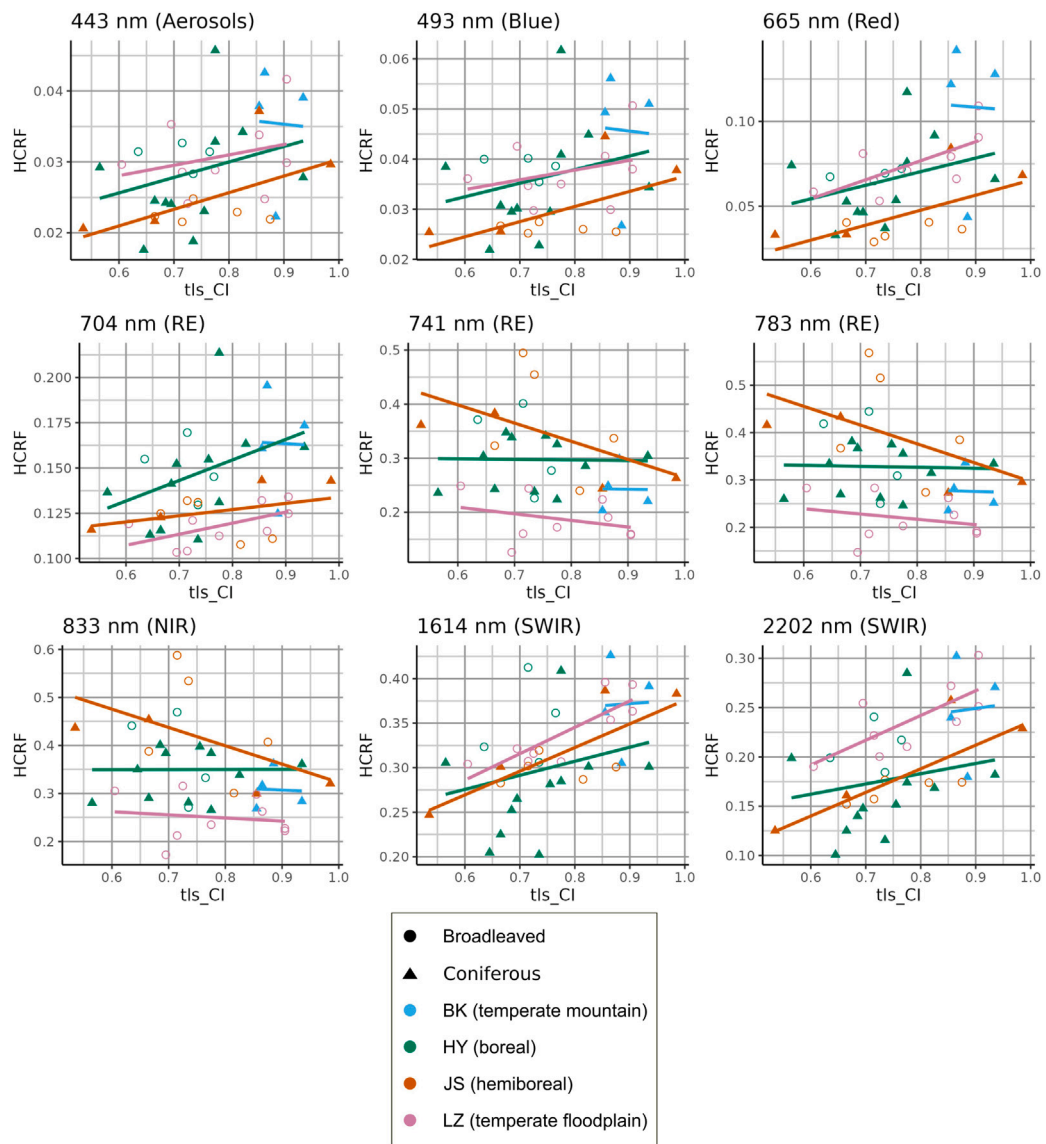 443 nm (Aerosols)
493 nm (Blue)
665 nm (Red)
HCRF
0.04
0.03
0.02
0.6 0.7 0.8 0.9 1.0
tls_CI
HCRF
0.06
0.05
0.04
0.03
0.02
0.6 0.7 0.8 0.9 1.0
tls_CI
HCRF
0.10
0.05
0.6 0.7 0.8 0.9 1.0
tls_CI
704 nm (RE)
741 nm (RE)
783 nm (RE)
HCRF
0.200
0.175
0.150
0.125
0.100
0.6 0.7 0.8 0.9 1.0
tls_CI
HCRF
0.5
0.4
0.3
0.2
0.6 0.7 0.8 0.9 1.0
tls_CI
HCRF
0.5
0.4
0.3
0.2
0.6 0.7 0.8 0.9 1.0
tls_CI
833 nm (NIR)
1614 nm (SWIR)
2202 nm (SWIR)
HCRF
0.6
0.5
0.4
0.3
0.2
0.6 0.7 0.8 0.9 1.0
tls_CI
HCRF
0.40
0.35
0.30
0.25
0.20
0.6 0.7 0.8 0.9 1.0
tls_CI
HCRF
0.30
0.25
0.20
0.15
0.10
0.6 0.7 0.8 0.9 1.0
tls_CI
Broadleaved
Coniferous
BK (temperate mountain)
HY (boreal)
JS (hemiboreal)
LZ (temperate floodplain)